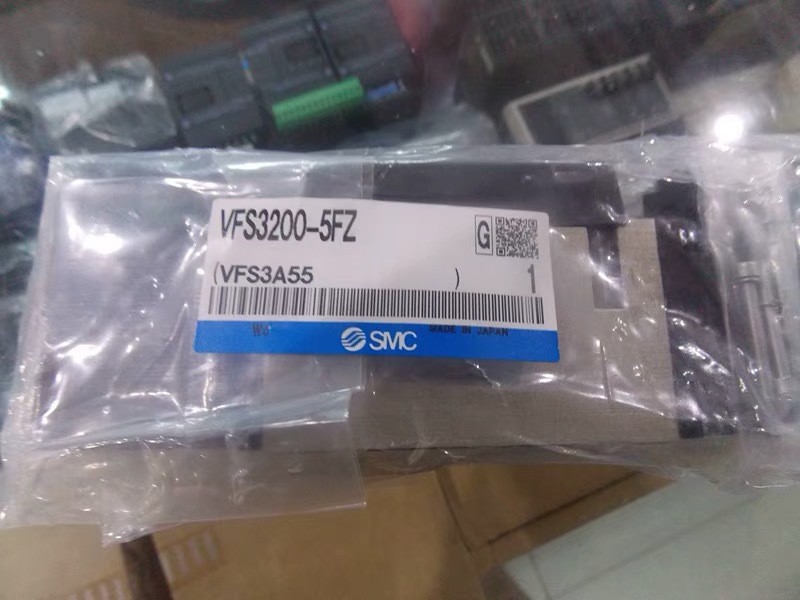 VFS3200-5FZ
G
(VFS3A55 ) 1
SMC
MADE IN JAPAN